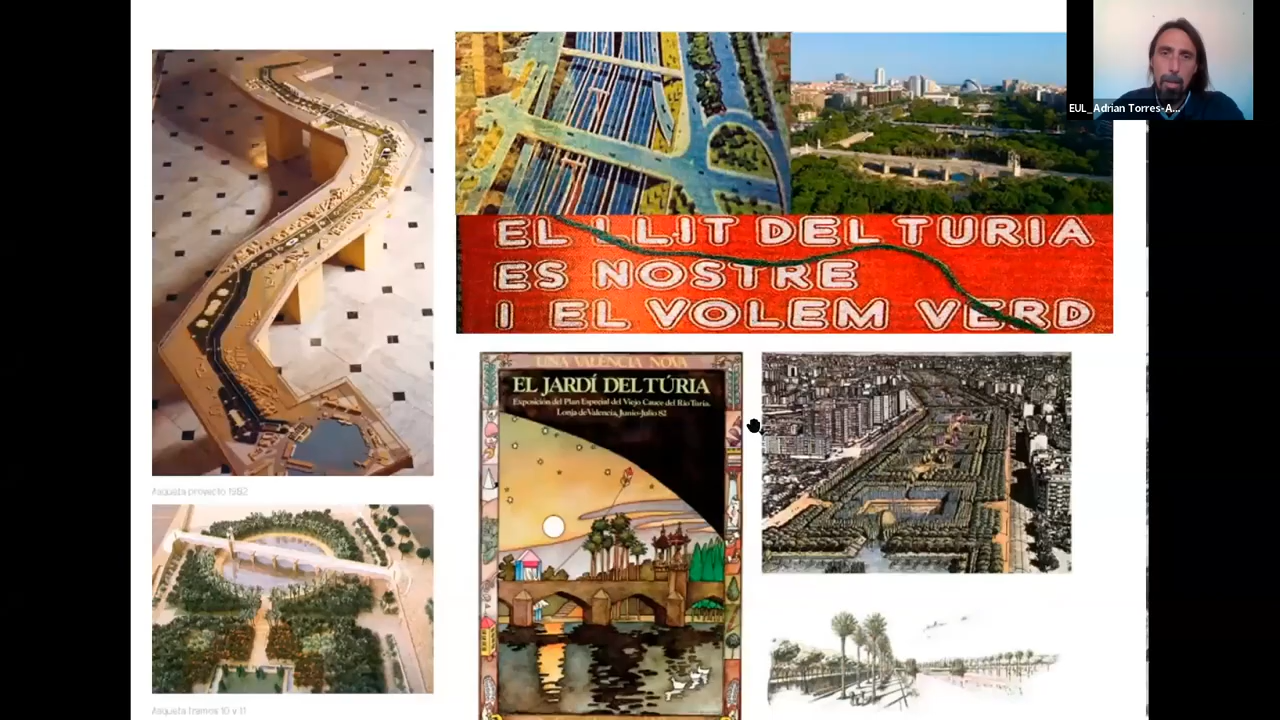 EUL_Adrian Torres-A...
EL LLIT DEL TURIA
ES NOSTRE
I EL VOLEM VERD
UNA VALÈNCIA NOVA
EL JARDÍ DEL TÚRIA
Exposición del Plan Especial del Viejo Cauce del Río Turia.
Lonja de Valencia, Junio-Julio 82
Maqueta proyecto 1982
Maqueta tramos 10 y 11